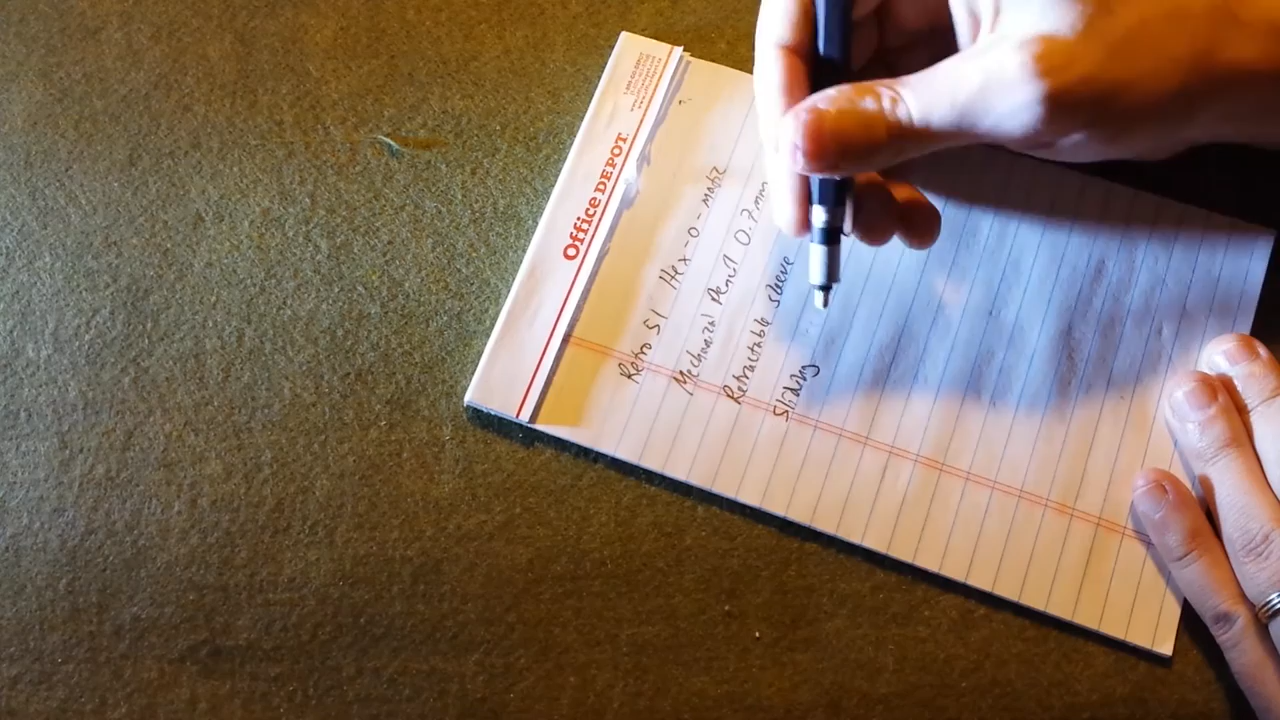 Office DEPOT.
Retro 51 Hex-O-matic
Mechanical Pencil 0.7mm
Retractable sleeve
Sliding